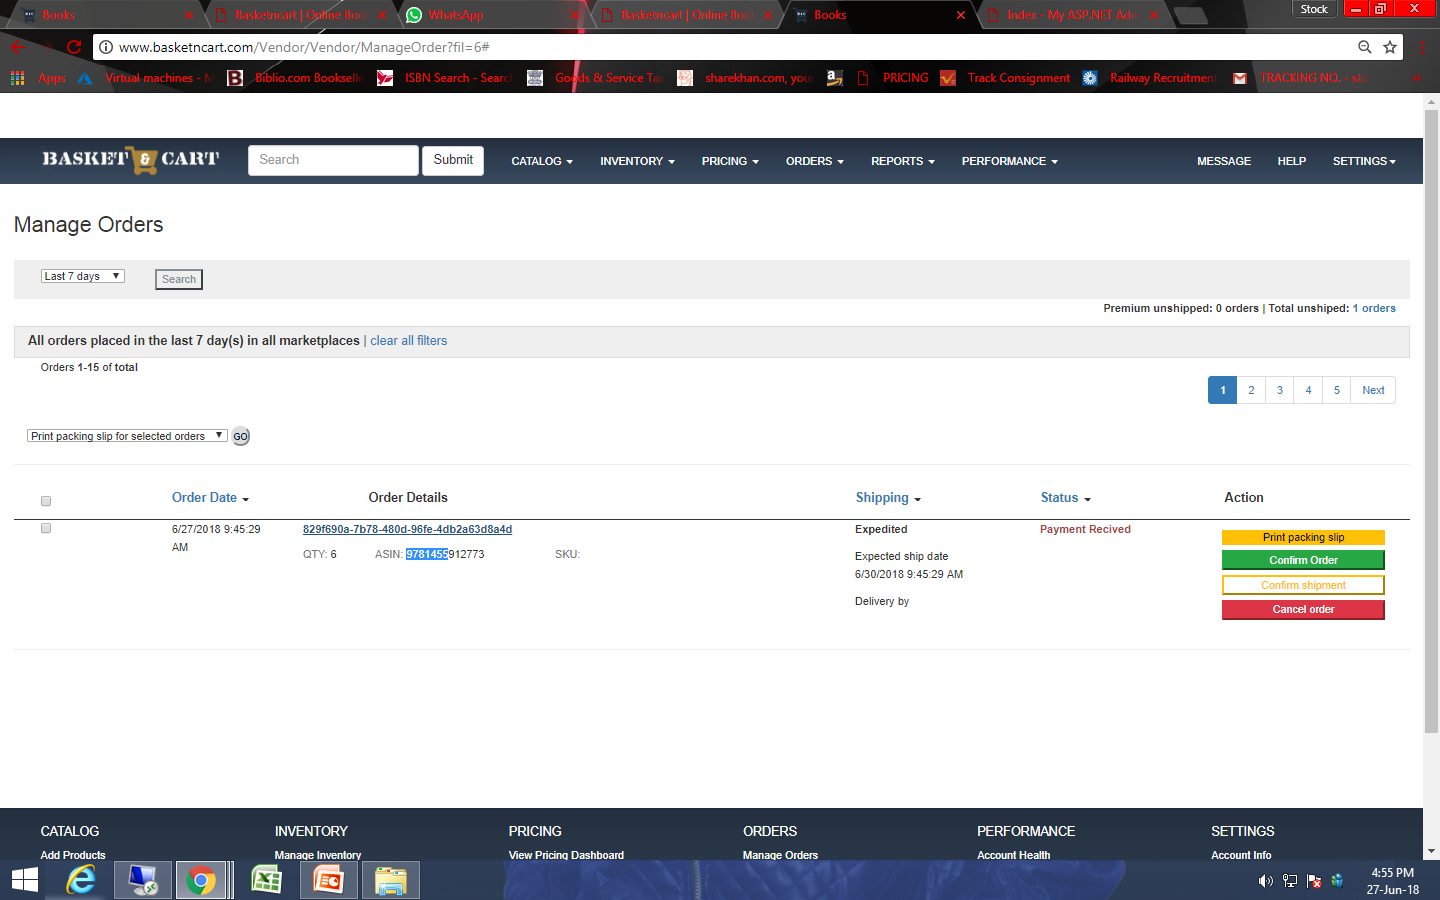 Books
Basketncart | Online Boo
WhatsApp
Basketncart | Online Boo
Books
Index - My ASP.NET Adm
Stock
www.basketncart.com/Vendor/Vendor/ManageOrder?fil=6#
Apps
Virtual machines - M
Biblio.com Bookselle
ISBN Search - Search
Goods & Service Tax
sharekhan.com, your
PRICING
Track Consignment
Railway Recruitment
TRACKING NO. - sto
BASKET & CART
Search
Submit
CATALOG
INVENTORY
PRICING
ORDERS
REPORTS
PERFORMANCE
MESSAGE
HELP
SETTINGS
Manage Orders
Last 7 days
Search
Premium unshipped: 0 orders | Total unshiped: 1 orders
All orders placed in the last 7 day(s) in all marketplaces | clear all filters
Orders 1-15 of total
1 2 3 4 5 Next
Print packing slip for selected orders
GO
Order Date
Order Details
Shipping
Status
Action
6/27/2018 9:45:29
AM
829f690a-7b78-480d-96fe-4db2a63d8a4d
QTY: 6
ASIN: 9781455912773
SKU:
Expedited
Expected ship date
6/30/2018 9:45:29 AM
Delivery by
Payment Recived
Print packing slip
Confirm Order
Confirm shipment
Cancel order
CATALOG
INVENTORY
PRICING
ORDERS
PERFORMANCE
SETTINGS
Add Products
Manage Inventory
View Pricing Dashboard
Manage Orders
Account Health
Account Info
4:55 PM
27-Jun-18